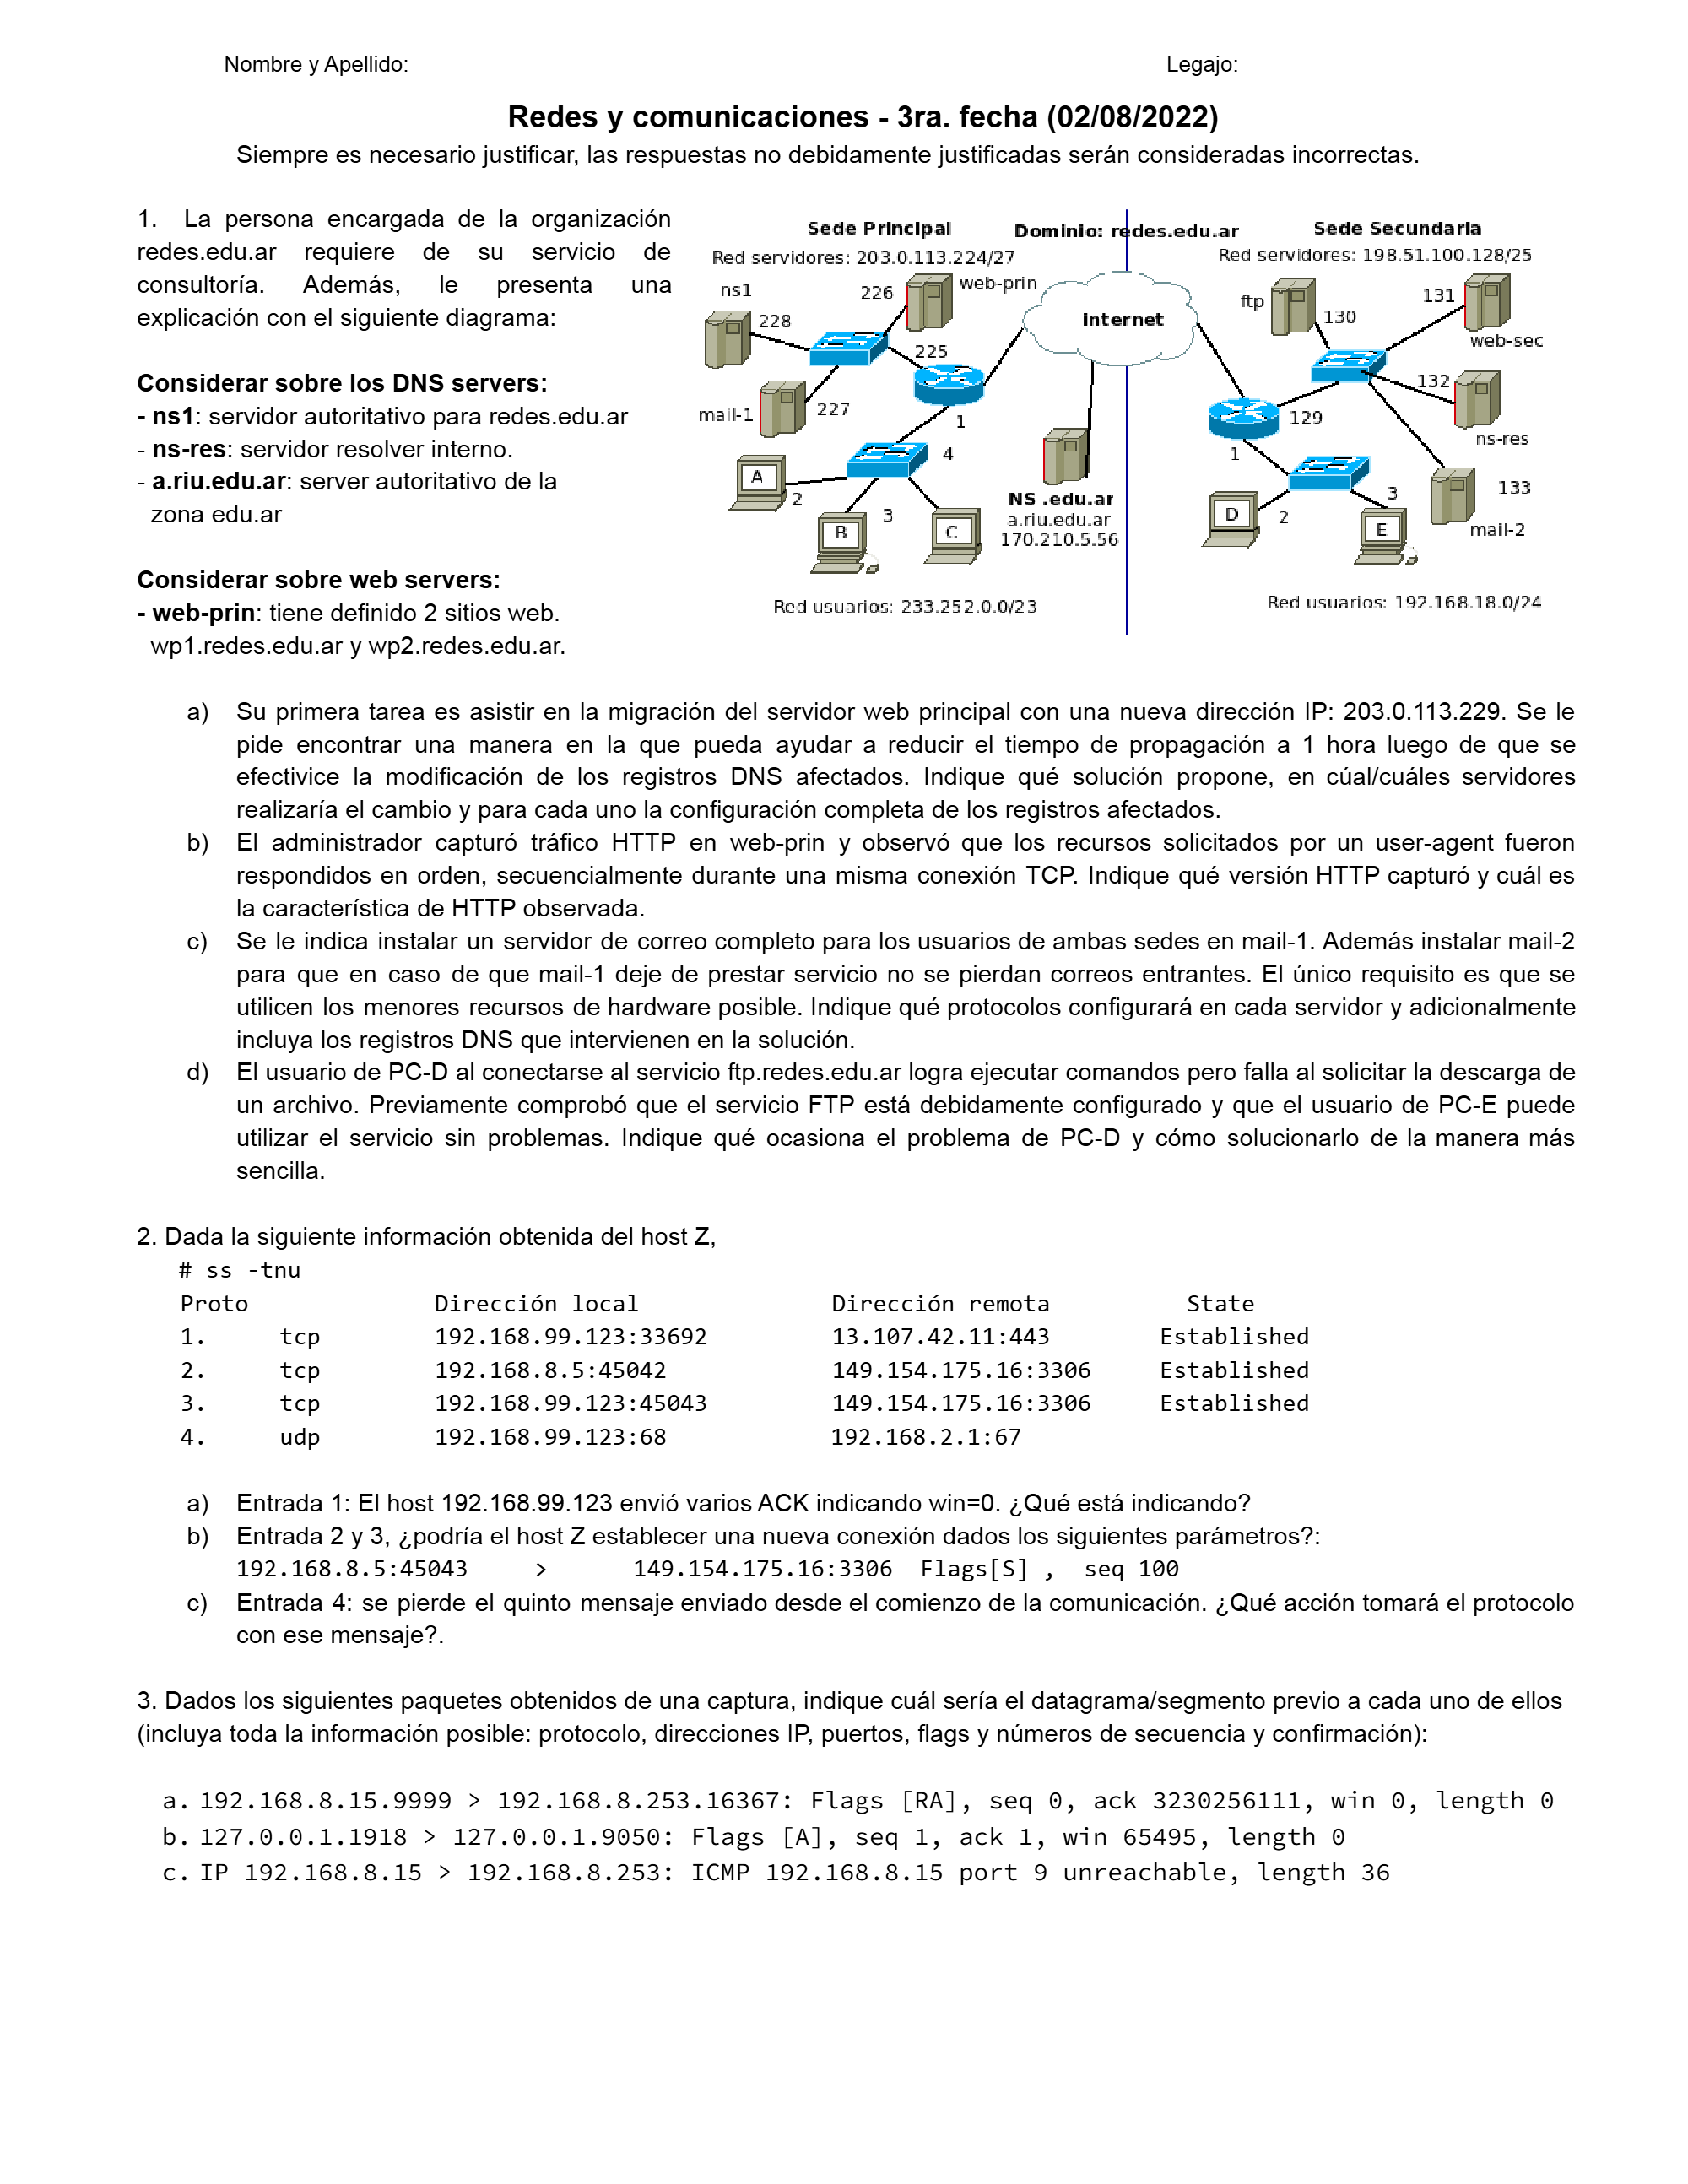 Nombre y Apellido: Legajo:
Redes y comunicaciones - 3ra. fecha (02/08/2022)
Siempre es necesario justificar, las respuestas no debidamente justificadas serán consideradas incorrectas.
1. La persona encargada de la organización
redes.edu.ar requiere de su servicio de
consultoría. Además, le presenta una
explicación con el siguiente diagrama:
Considerar sobre los DNS servers:
- ns1: servidor autoritativo para redes.edu.ar
- ns-res: servidor resolver interno.
- a.riu.edu.ar: server autoritativo de la
zona edu.ar
Considerar sobre web servers:
- web-prin: tiene definido 2 sitios web.
wp1.redes.edu.ar y wp2.redes.edu.ar.
Sede Principal
Dominio: redes.edu.ar
Sede Secundaria
Red servidores: 203.0.113.224/27
Red servidores: 198.51.100.128/25
ns1
226
web-prin
228
225
mail-1
227
1
4
A
2
B
3
C
Internet
NS .edu.ar
a.riu.edu.ar
170.210.5.56
ftp
130
131
web-sec
132
129
ns-res
1
133
D
2
3
E
mail-2
Red usuarios: 233.252.0.0/23
Red usuarios: 192.168.18.0/24
a) Su primera tarea es asistir en la migración del servidor web principal con una nueva dirección IP: 203.0.113.229. Se le
pide encontrar una manera en la que pueda ayudar a reducir el tiempo de propagación a 1 hora luego de que se
efectivice la modificación de los registros DNS afectados. Indique qué solución propone, en cúal/cuáles servidores
realizaría el cambio y para cada uno la configuración completa de los registros afectados.
b) El administrador capturó tráfico HTTP en web-prin y observó que los recursos solicitados por un user-agent fueron
respondidos en orden, secuencialmente durante una misma conexión TCP. Indique qué versión HTTP capturó y cuál es
la característica de HTTP observada.
c) Se le indica instalar un servidor de correo completo para los usuarios de ambas sedes en mail-1. Además instalar mail-2
para que en caso de que mail-1 deje de prestar servicio no se pierdan correos entrantes. El único requisito es que se
utilicen los menores recursos de hardware posible. Indique qué protocolos configurará en cada servidor y adicionalmente
incluya los registros DNS que intervienen en la solución.
d) El usuario de PC-D al conectarse al servicio ftp.redes.edu.ar logra ejecutar comandos pero falla al solicitar la descarga de
un archivo. Previamente comprobó que el servicio FTP está debidamente configurado y que el usuario de PC-E puede
utilizar el servicio sin problemas. Indique qué ocasiona el problema de PC-D y cómo solucionarlo de la manera más
sencilla.
2. Dada la siguiente información obtenida del host Z,
# ss -tnu
Proto Dirección local Dirección remota State
1. tcp 192.168.99.123:33692 13.107.42.11:443 Established
2. tcp 192.168.8.5:45042 149.154.175.16:3306 Established
3. tcp 192.168.99.123:45043 149.154.175.16:3306 Established
4. udp 192.168.99.123:68 192.168.2.1:67
a) Entrada 1: El host 192.168.99.123 envió varios ACK indicando win=0. ¿Qué está indicando?
b) Entrada 2 y 3, ¿podría el host Z establecer una nueva conexión dados los siguientes parámetros?:
192.168.8.5:45043 > 149.154.175.16:3306 Flags[S] , seq 100
c) Entrada 4: se pierde el quinto mensaje enviado desde el comienzo de la comunicación. ¿Qué acción tomará el protocolo
con ese mensaje?.
3. Dados los siguientes paquetes obtenidos de una captura, indique cuál sería el datagrama/segmento previo a cada uno de ellos
(incluya toda la información posible: protocolo, direcciones IP, puertos, flags y números de secuencia y confirmación):
a. 192.168.8.15.9999 > 192.168.8.253.16367: Flags [RA], seq 0, ack 3230256111, win 0, length 0
b. 127.0.0.1.1918 > 127.0.0.1.9050: Flags [A], seq 1, ack 1, win 65495, length 0
c. IP 192.168.8.15 > 192.168.8.253: ICMP 192.168.8.15 port 9 unreachable, length 36